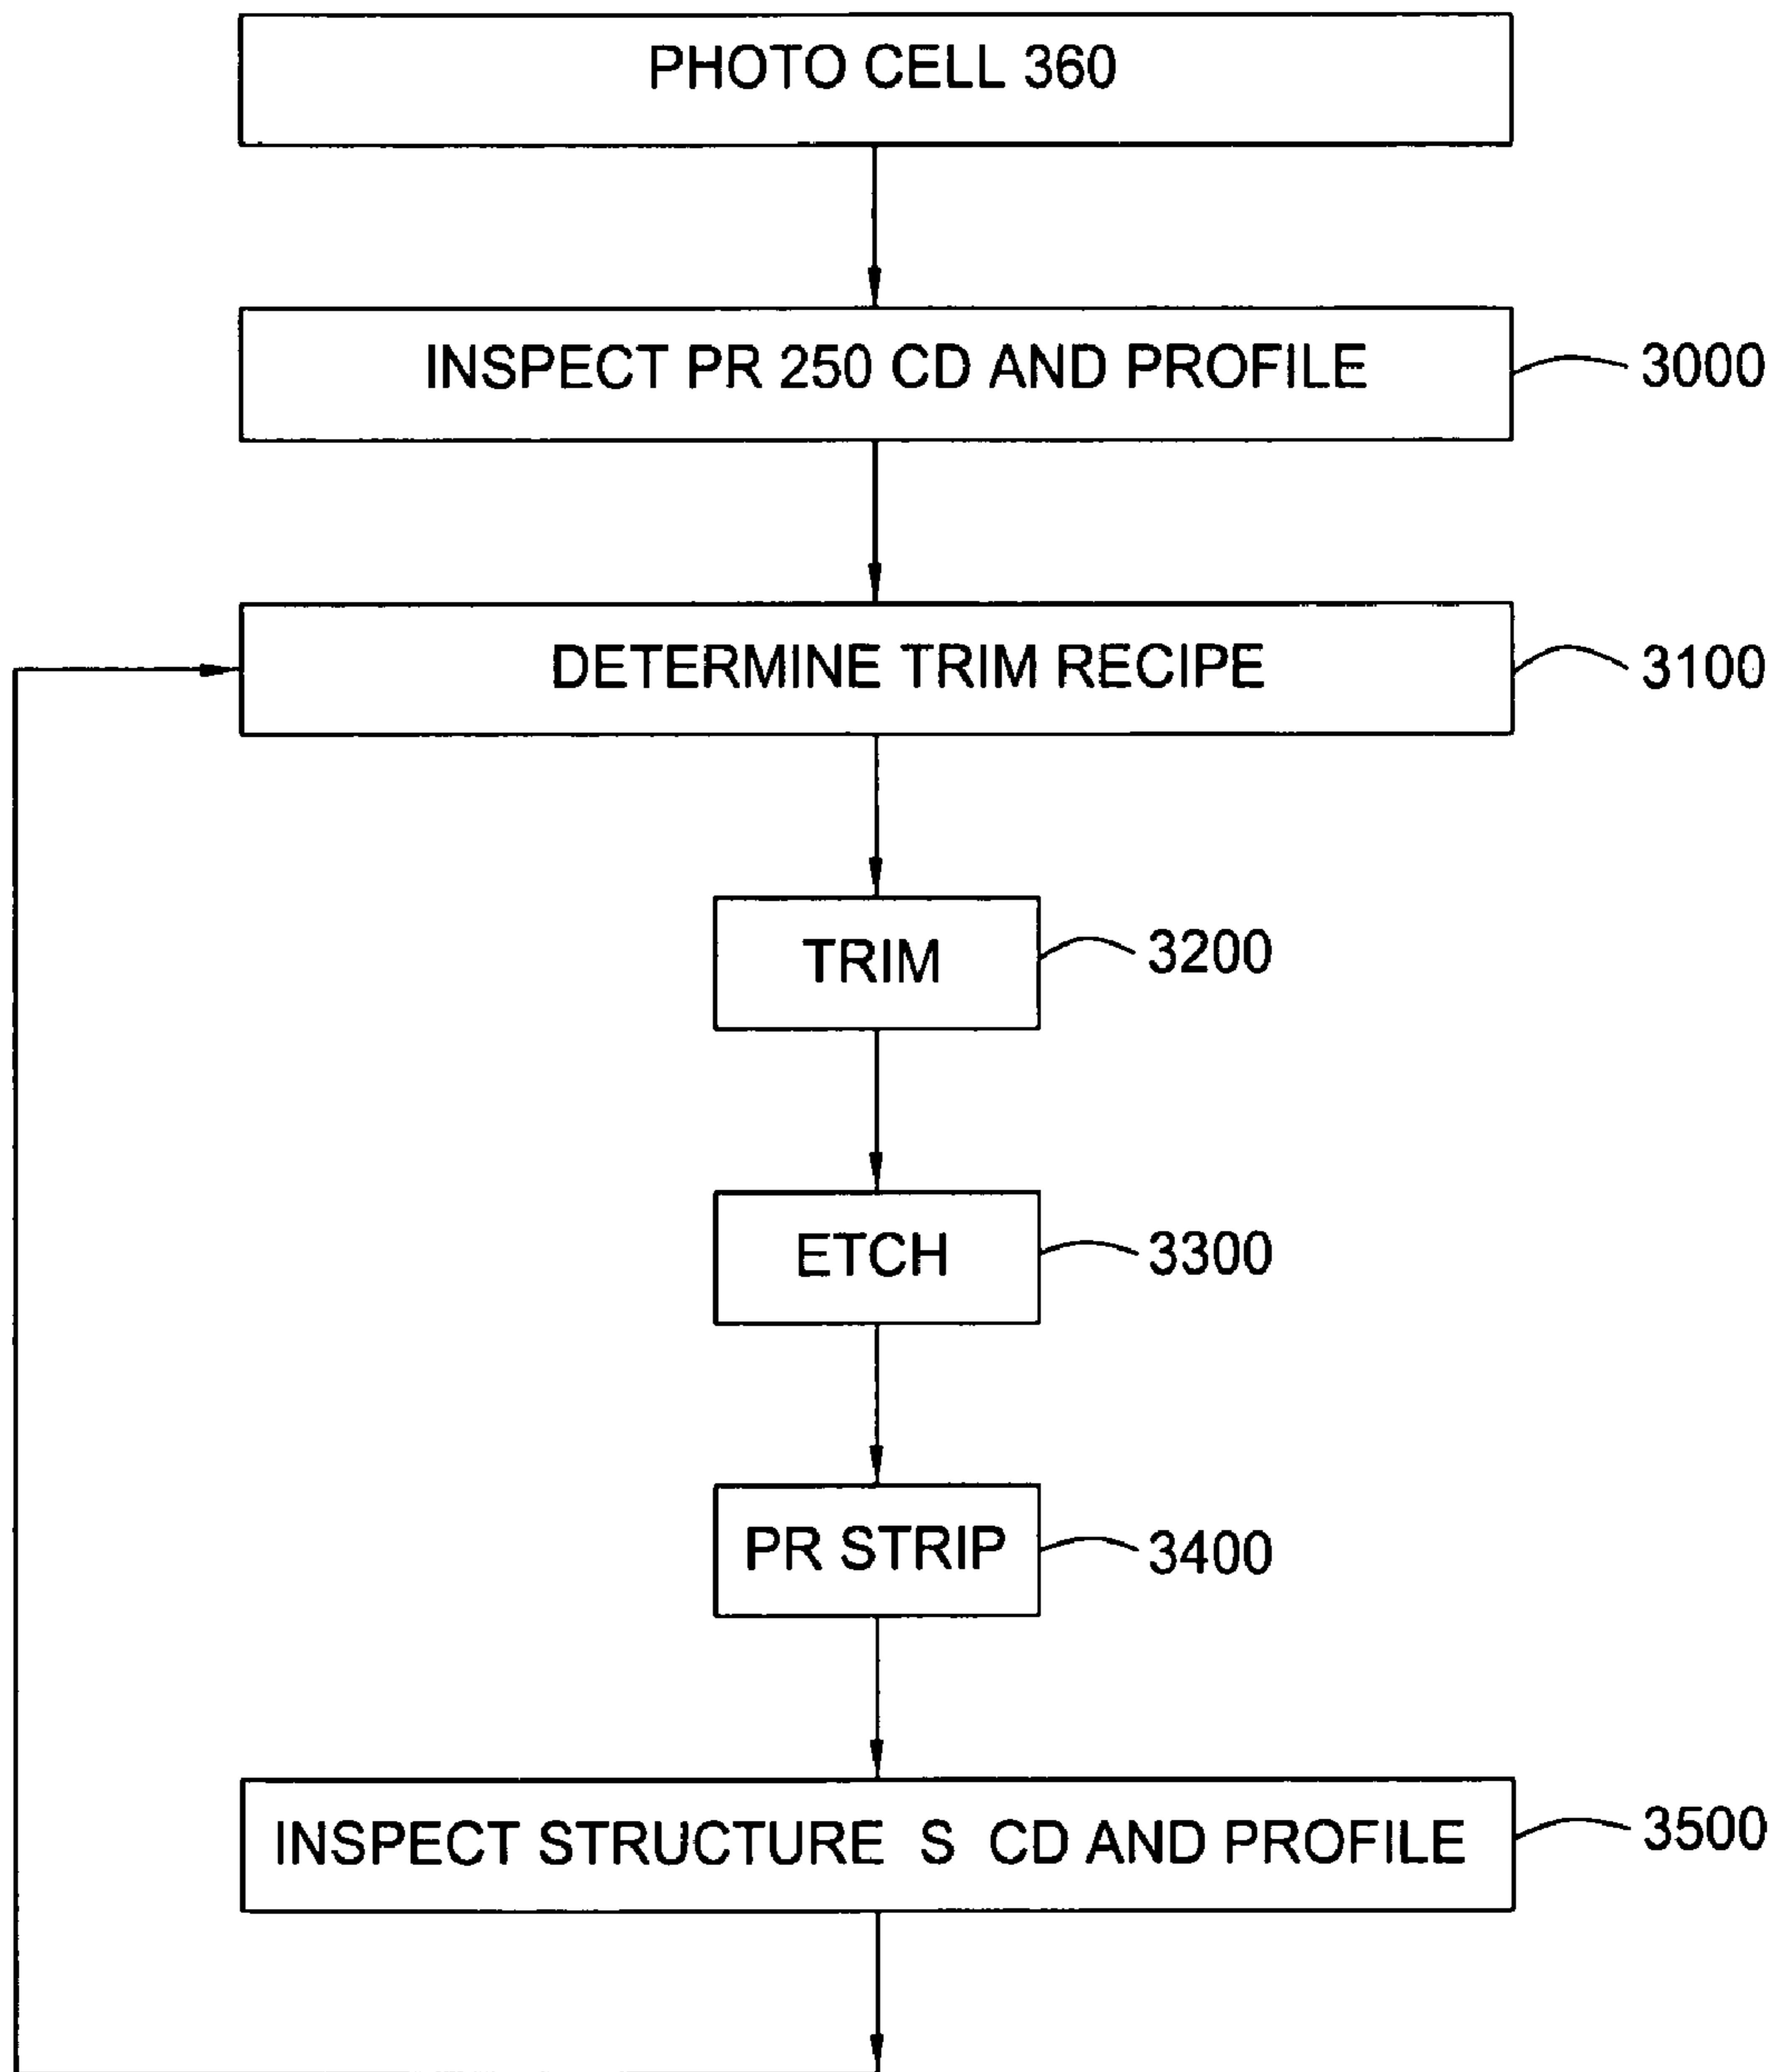 PHOTO CELL 360
INSPECT PR 250 CD AND PROFILE
3000
DETERMINE TRIM RECIPE
3100
TRIM
3200
ETCH
3300
PR STRIP
3400
INSPECT STRUCTURE S CD AND PROFILE
3500